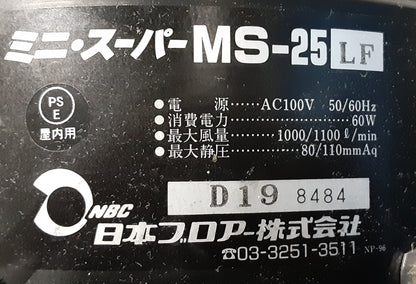 ミニ・スーパーMS-25 LF
PS
E
屋内用
●電　源……AC100V 50/60Hz
●消費電力……60W
●最大風量……1000/1100ℓ/min
●最大静圧……80/110mmAq
D19 8484
NBC
日本ブロアー株式会社
☎03-3251-3511 NP-96